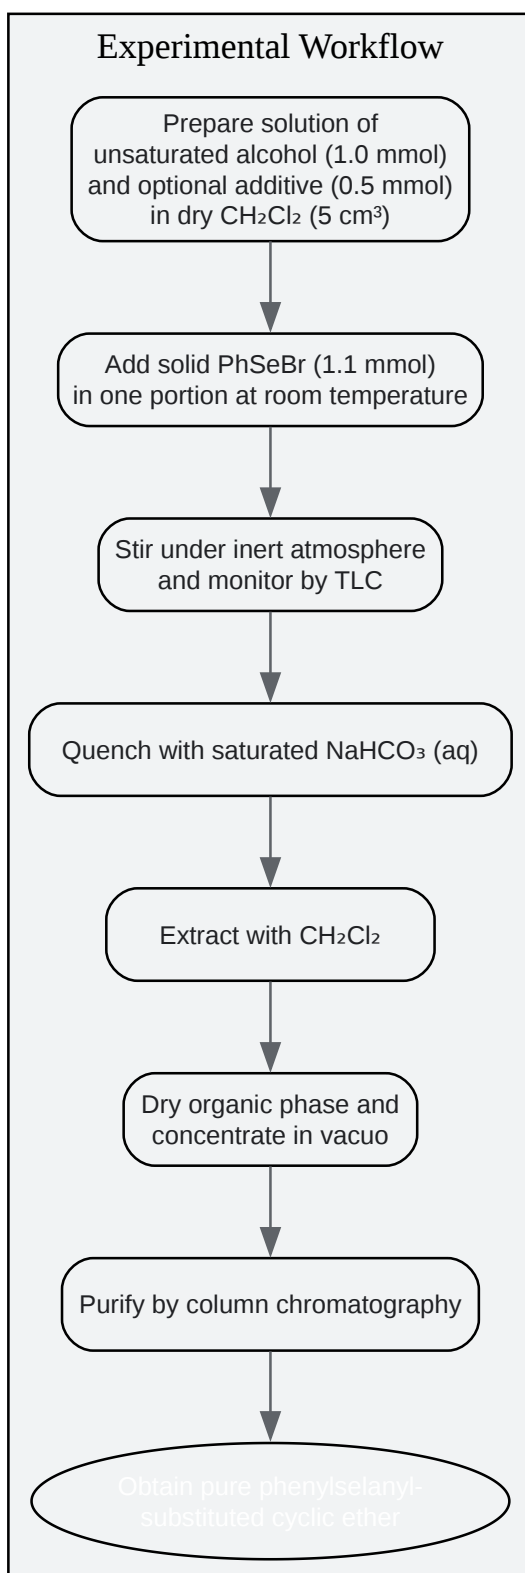 Experimental Workflow
Prepare solution of
unsaturated alcohol (1.0 mmol)
and optional additive (0.5 mmol)
in dry CH₂Cl₂ (5 cm³)
Add solid PhSeBr (1.1 mmol)
in one portion at room temperature
Stir under inert atmosphere
and monitor by TLC
Quench with saturated NaHCO₃ (aq)
Extract with CH₂Cl₂
Dry organic phase and
concentrate in vacuo
Purify by column chromatography
Obtain pure phenylselanyl-
substituted cyclic ether